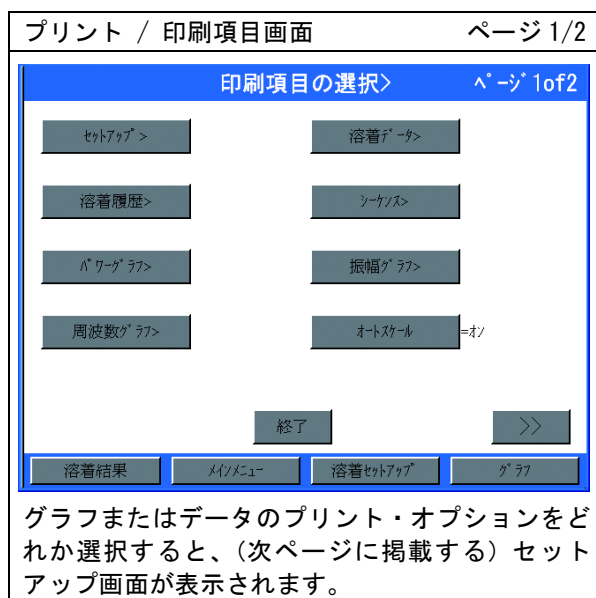 プリント / 印刷項目画面 ページ 1/2
印刷項目の選択> ﾍﾟｰｼﾞ 1of2
ｾｯﾄｱｯﾌﾟ> 溶着ﾃﾞｰﾀ>
溶着履歴> ｼｰｹﾝｽ>
ﾊﾟﾜｰｸﾞﾗﾌ> 振幅ｸﾞﾗﾌ>
周波数ｸﾞﾗﾌ> ｵｰﾄｽｹｰﾙ =ｵﾝ
終了 >>
溶着結果 ﾒｲﾝﾒﾆｭｰ 溶着ｾｯﾄｱｯﾌﾟ ｸﾞﾗﾌ
グラフまたはデータのプリント・オプションをど
れか選択すると、(次ページに掲載する) セット
アップ画面が表示されます。